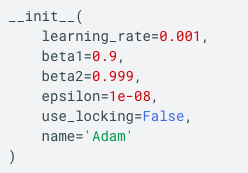 __init__(
    learning_rate=0.001,
    beta1=0.9,
    beta2=0.999,
    epsilon=1e-08,
    use_locking=False,
    name='Adam'
)